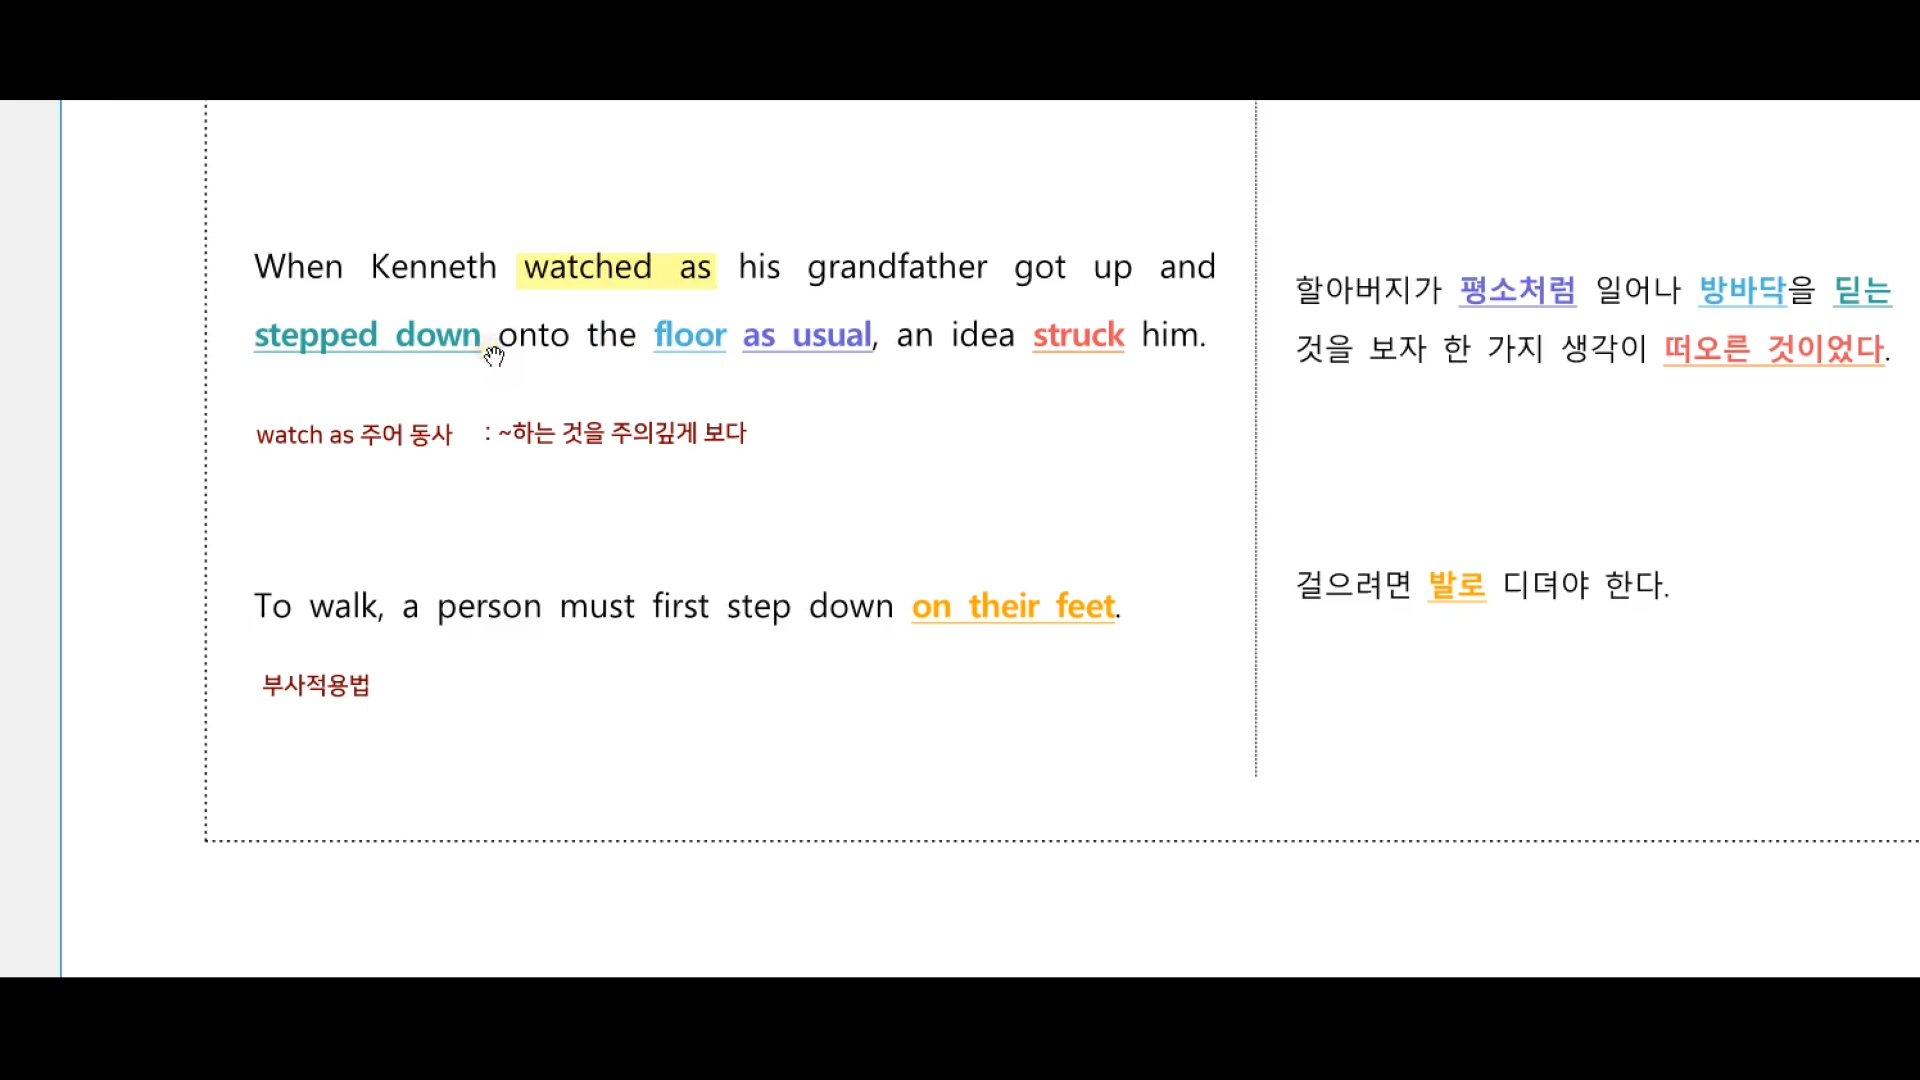 When Kenneth watched as his grandfather got up and
stepped down onto the floor as usual, an idea struck him.
watch as 주어 동사 : ~하는 것을 주의깊게 보다
To walk, a person must first step down on their feet.
부사적용법
할아버지가 평소처럼 일어나 방바닥을 딛는
것을 보자 한 가지 생각이 떠오른 것이었다.
걸으려면 발로 디뎌야 한다.